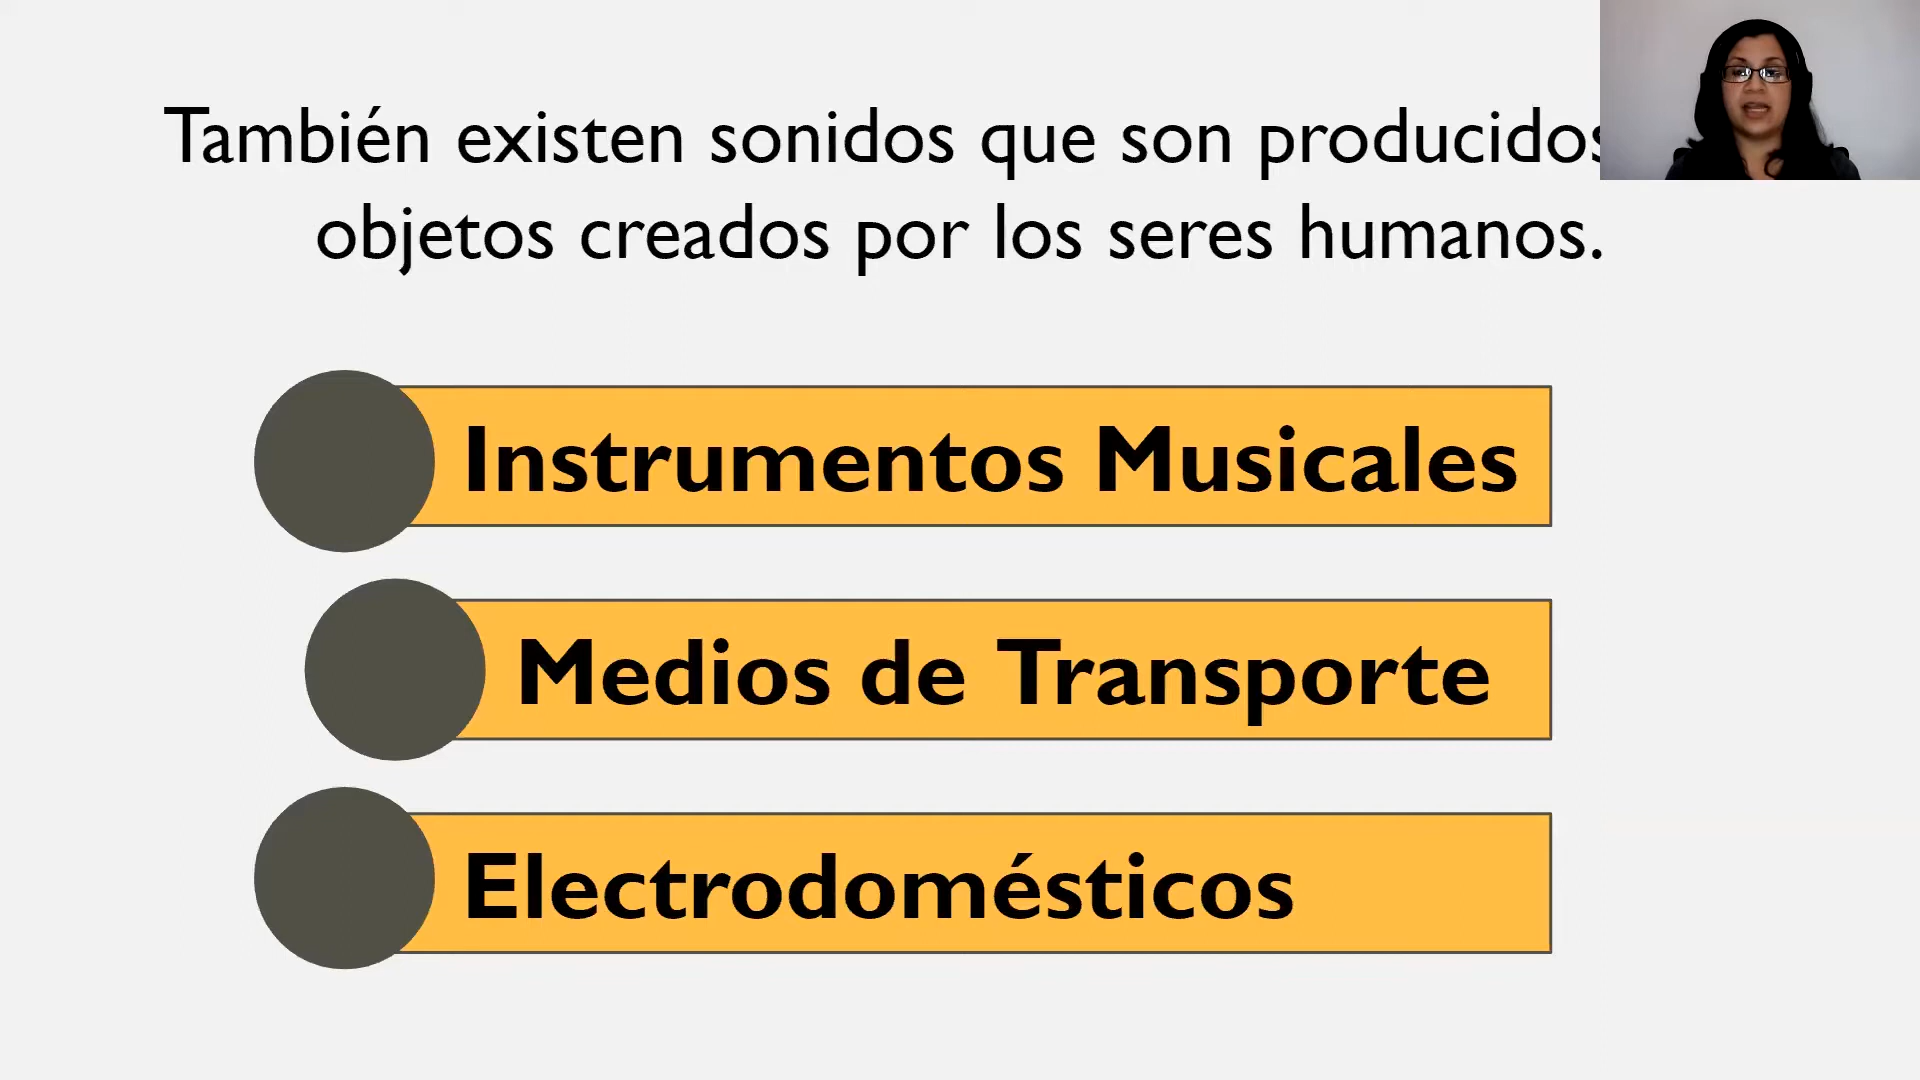 También existen sonidos que son producidos
objetos creados por los seres humanos.
Instrumentos Musicales
Medios de Transporte
Electrodomésticos